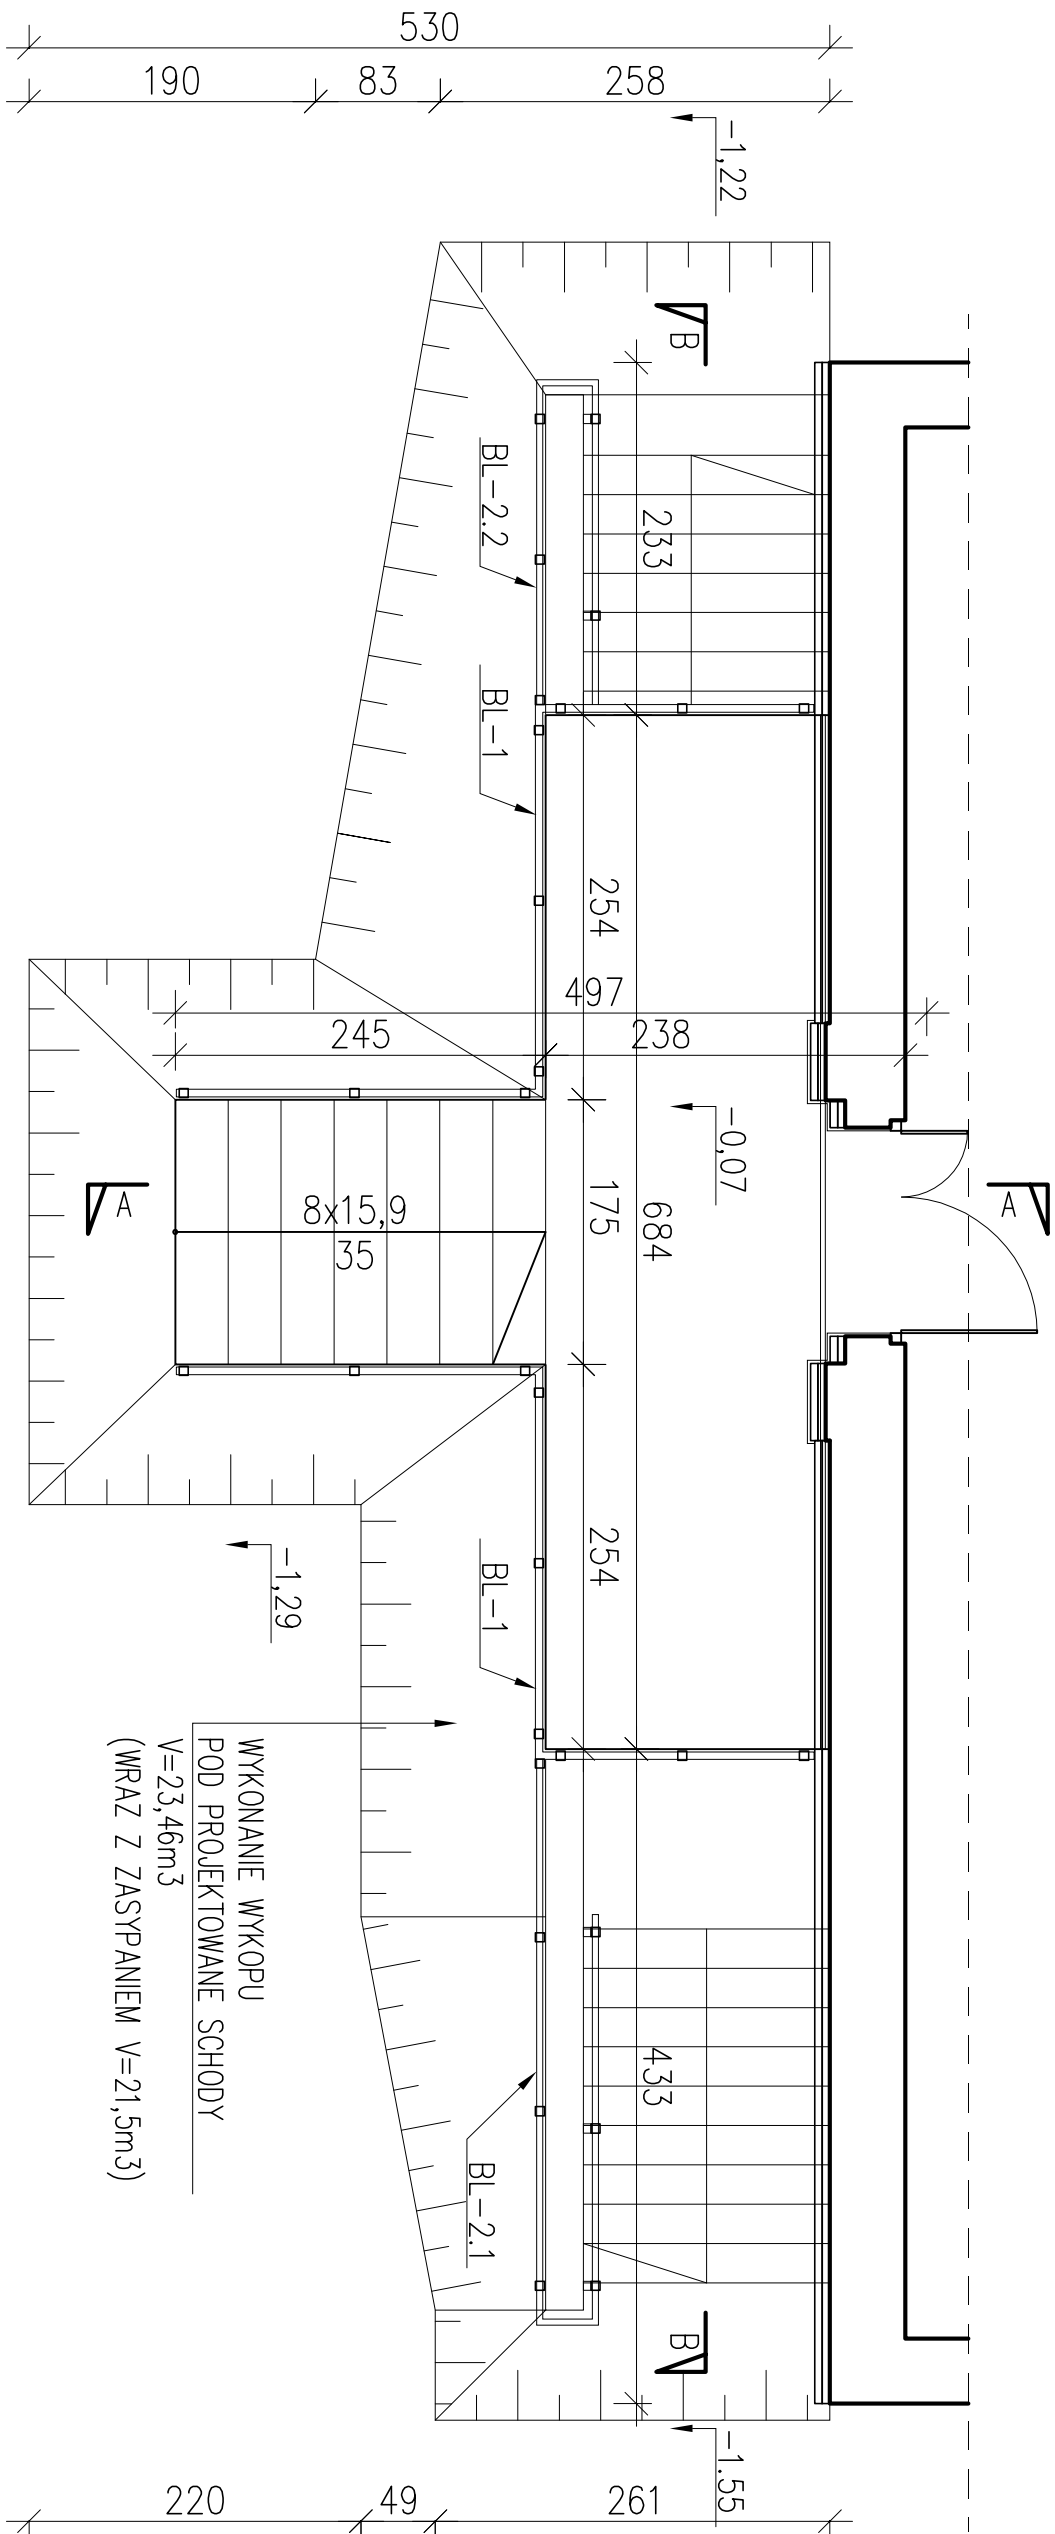 530
190
83
258
-1,22
B
233
BL-2.2
BL-1
254
497
245
238
-0,07
A
A
8x15,9
35
175
684
254
BL-1
-1,29
WYKONANIE WYKOPU
POD PROJEKTOWANE SCHODY
V=23,46m3
(WRAZ Z ZASYPANIEM V=21,5m3)
433
BL-2.1
B
-1.55
220
49
261